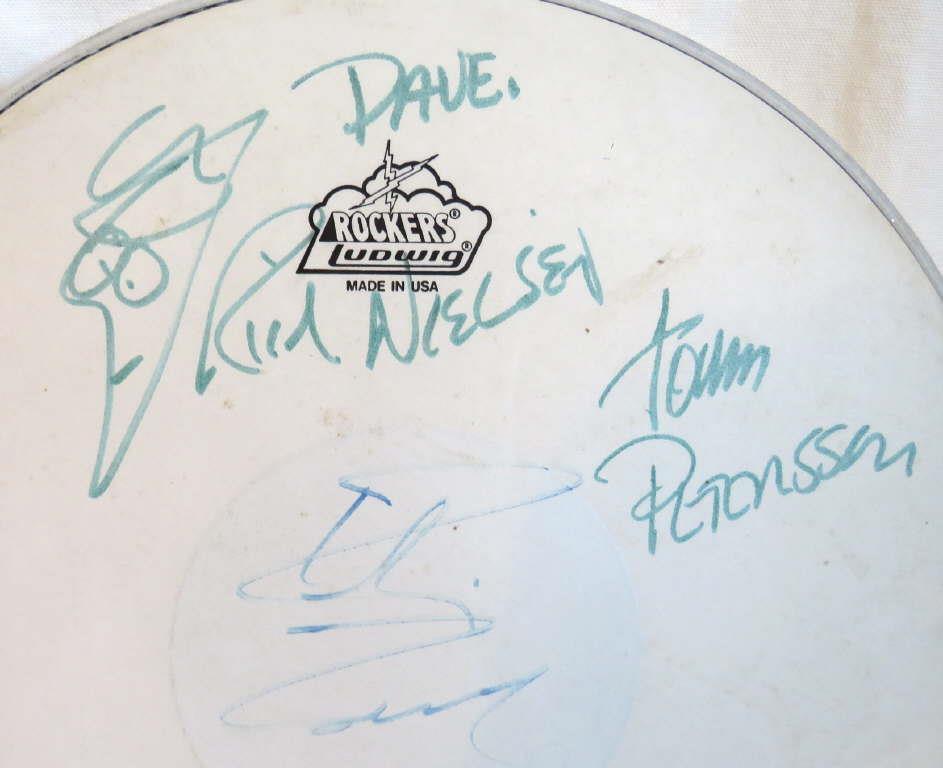 DAVE.
ROCKERS®
LUDWIG®
MADE IN USA
Rick NIELSEN
Tom
PETERSSON